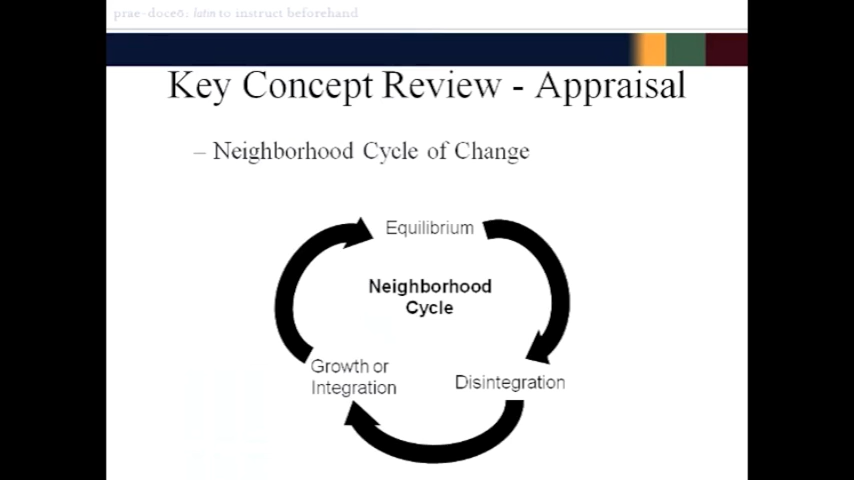 prae·doceō: latin to instruct beforehand
Key Concept Review - Appraisal
– Neighborhood Cycle of Change
Equilibrium
Neighborhood
Cycle
Growth or
Integration
Disintegration